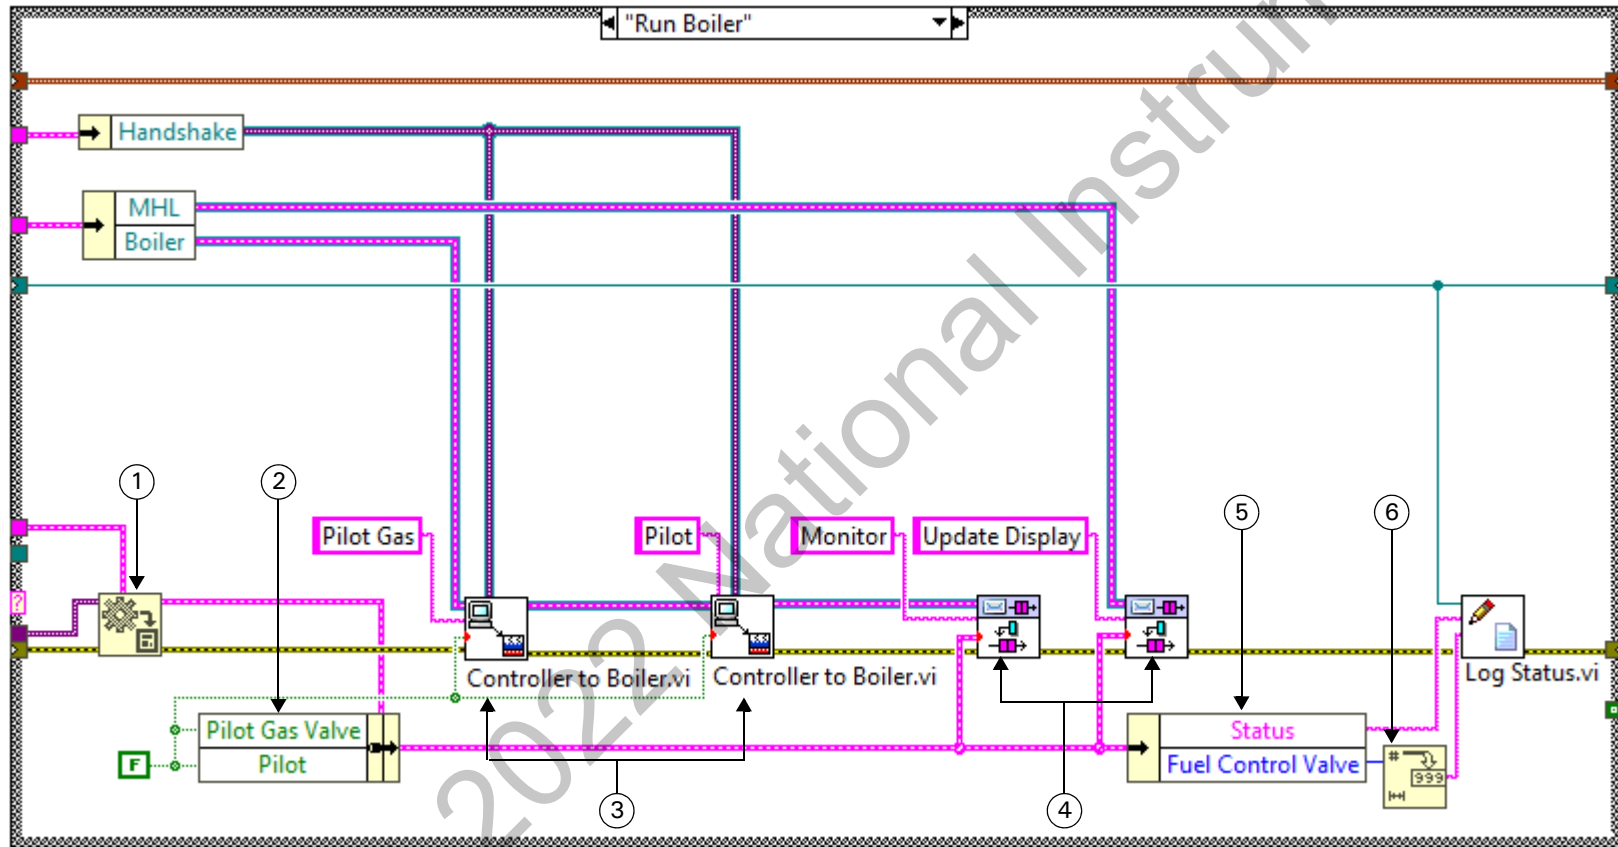 "Run Boiler"
Handshake
MHL
Boiler
1
2
Pilot Gas
Pilot
Monitor
Update Display
5
6
?
Controller to Boiler.vi
Controller to Boiler.vi
Log Status.vi
Pilot Gas Valve
Pilot
F
Status
Fuel Control Valve
#
999
3
4
2022 National Instrum